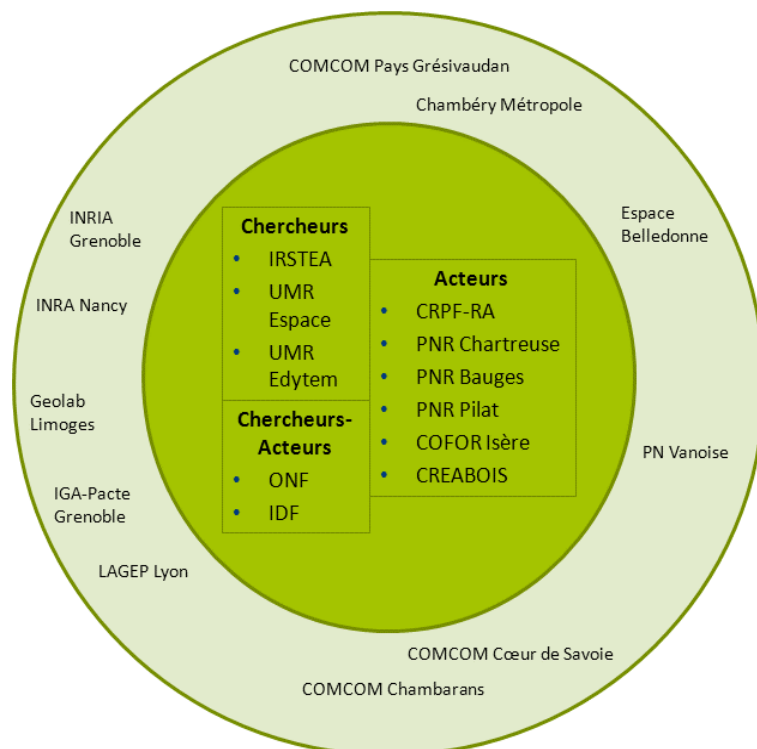 COMCOM Pays Grésivaudan
Chambéry Métropole
INRIA
Grenoble
INRA Nancy
Geolab
Limoges
IGA-Pacte
Grenoble
LAGEP Lyon
Chercheurs
• IRSTEA
• UMR
Espace
• UMR
Edytem
Chercheurs-
Acteurs
• ONF
• IDF
Acteurs
• CRPF-RA
• PNR Chartreuse
• PNR Bauges
• PNR Pilat
• COFOR Isère
• CREABOIS
Espace
Belledonne
PN Vanoise
COMCOM Cœur de Savoie
COMCOM Chambarans